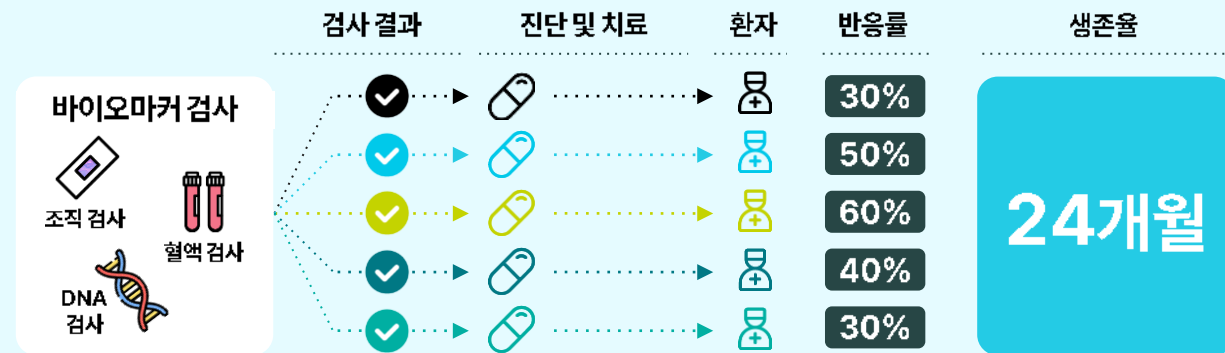 검사 결과
진단 및 치료
환자
반응률
생존율
바이오마커 검사
조직 검사
혈액 검사
DNA
검사
30%
50%
60%
40%
30%
24개월